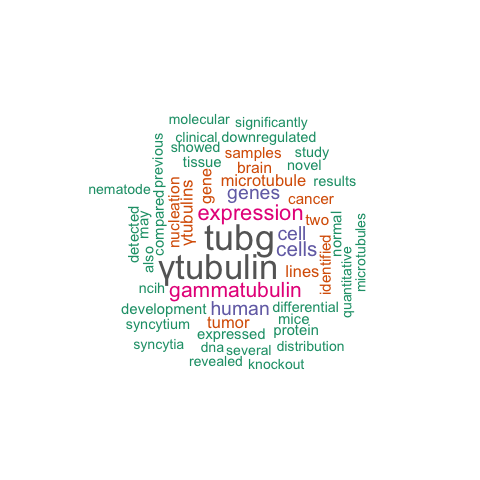 molecular
significantly
clinical
downregulated
showed
samples
study
previous
tissue
brain
novel
nematode
gene
microtubule
results
compared
nucleation
γtubulins
genes
cancer
expression
two
normal
detected
may
also
tubg
cell
cells
identified
quantitative
microtubules
γtubulin
lines
ncih
gammatubulin
development
human
differential
syncytium
tumor
mice
expressed
protein
syncytia
dna
several
distribution
revealed
knockout